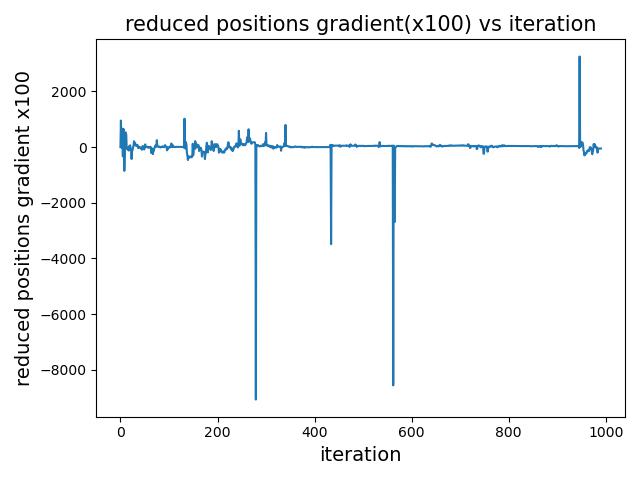 reduced positions gradient(x100) vs iteration
reduced positions gradient x100
2000
0
−2000
−4000
−6000
−8000
0 200 400 600 800 1000
iteration